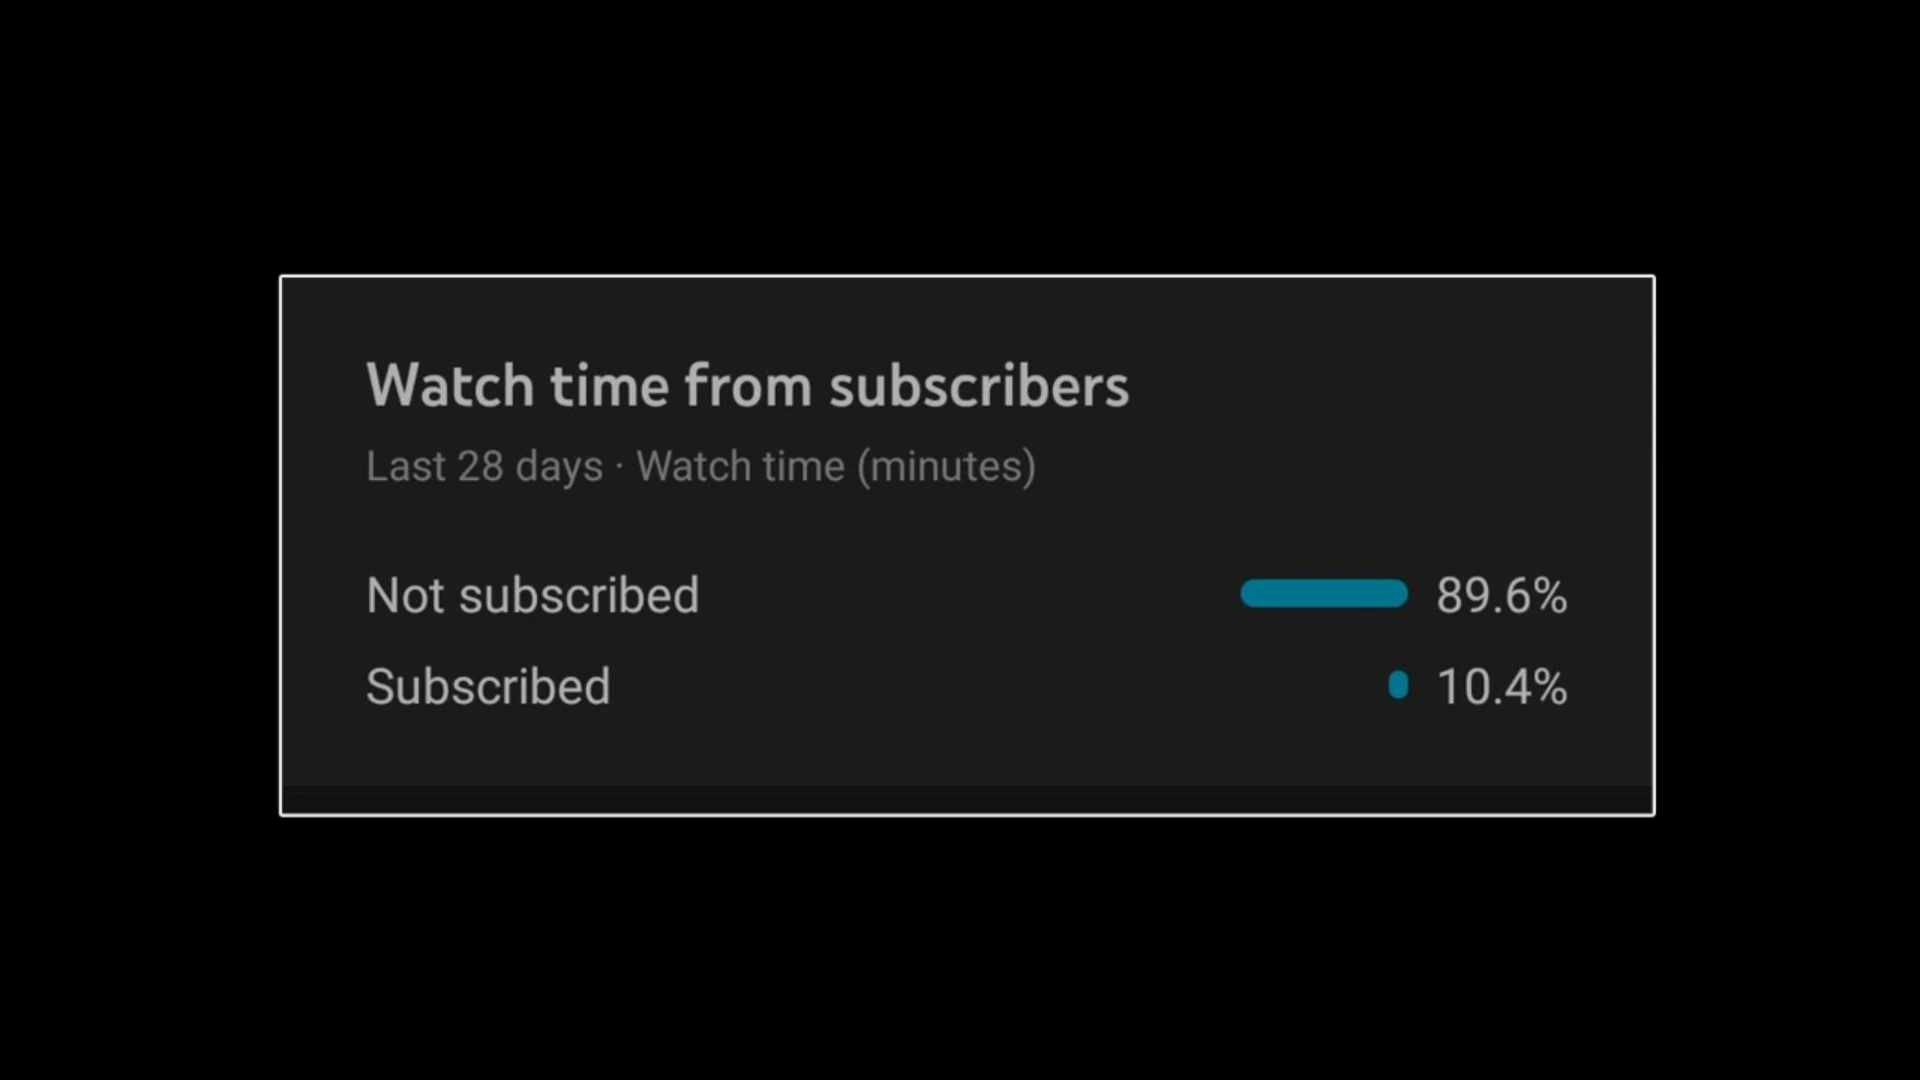 Watch time from subscribers
Last 28 days · Watch time (minutes)
Not subscribed 89.6%
Subscribed 10.4%